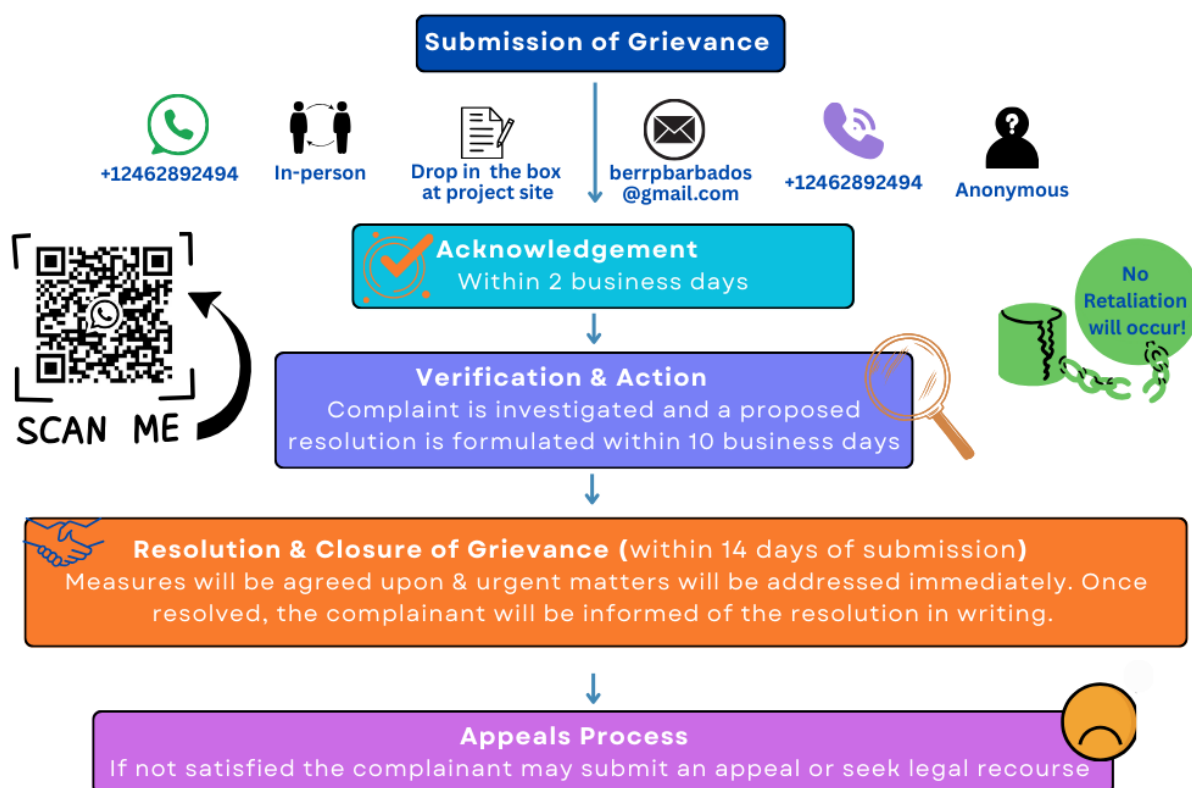 Submission of Grievance
+12462892494
In-person
Drop in the box
at project site
berrpbarbados
@gmail.com
+12462892494
Anonymous
SCAN ME
Acknowledgement
Within 2 business days
No
Retaliation
will occur!
Verification & Action
Complaint is investigated and a proposed
resolution is formulated within 10 business days
Resolution & Closure of Grievance (within 14 days of submission)
Measures will be agreed upon & urgent matters will be addressed immediately. Once
resolved, the complainant will be informed of the resolution in writing.
Appeals Process
If not satisfied the complainant may submit an appeal or seek legal recourse